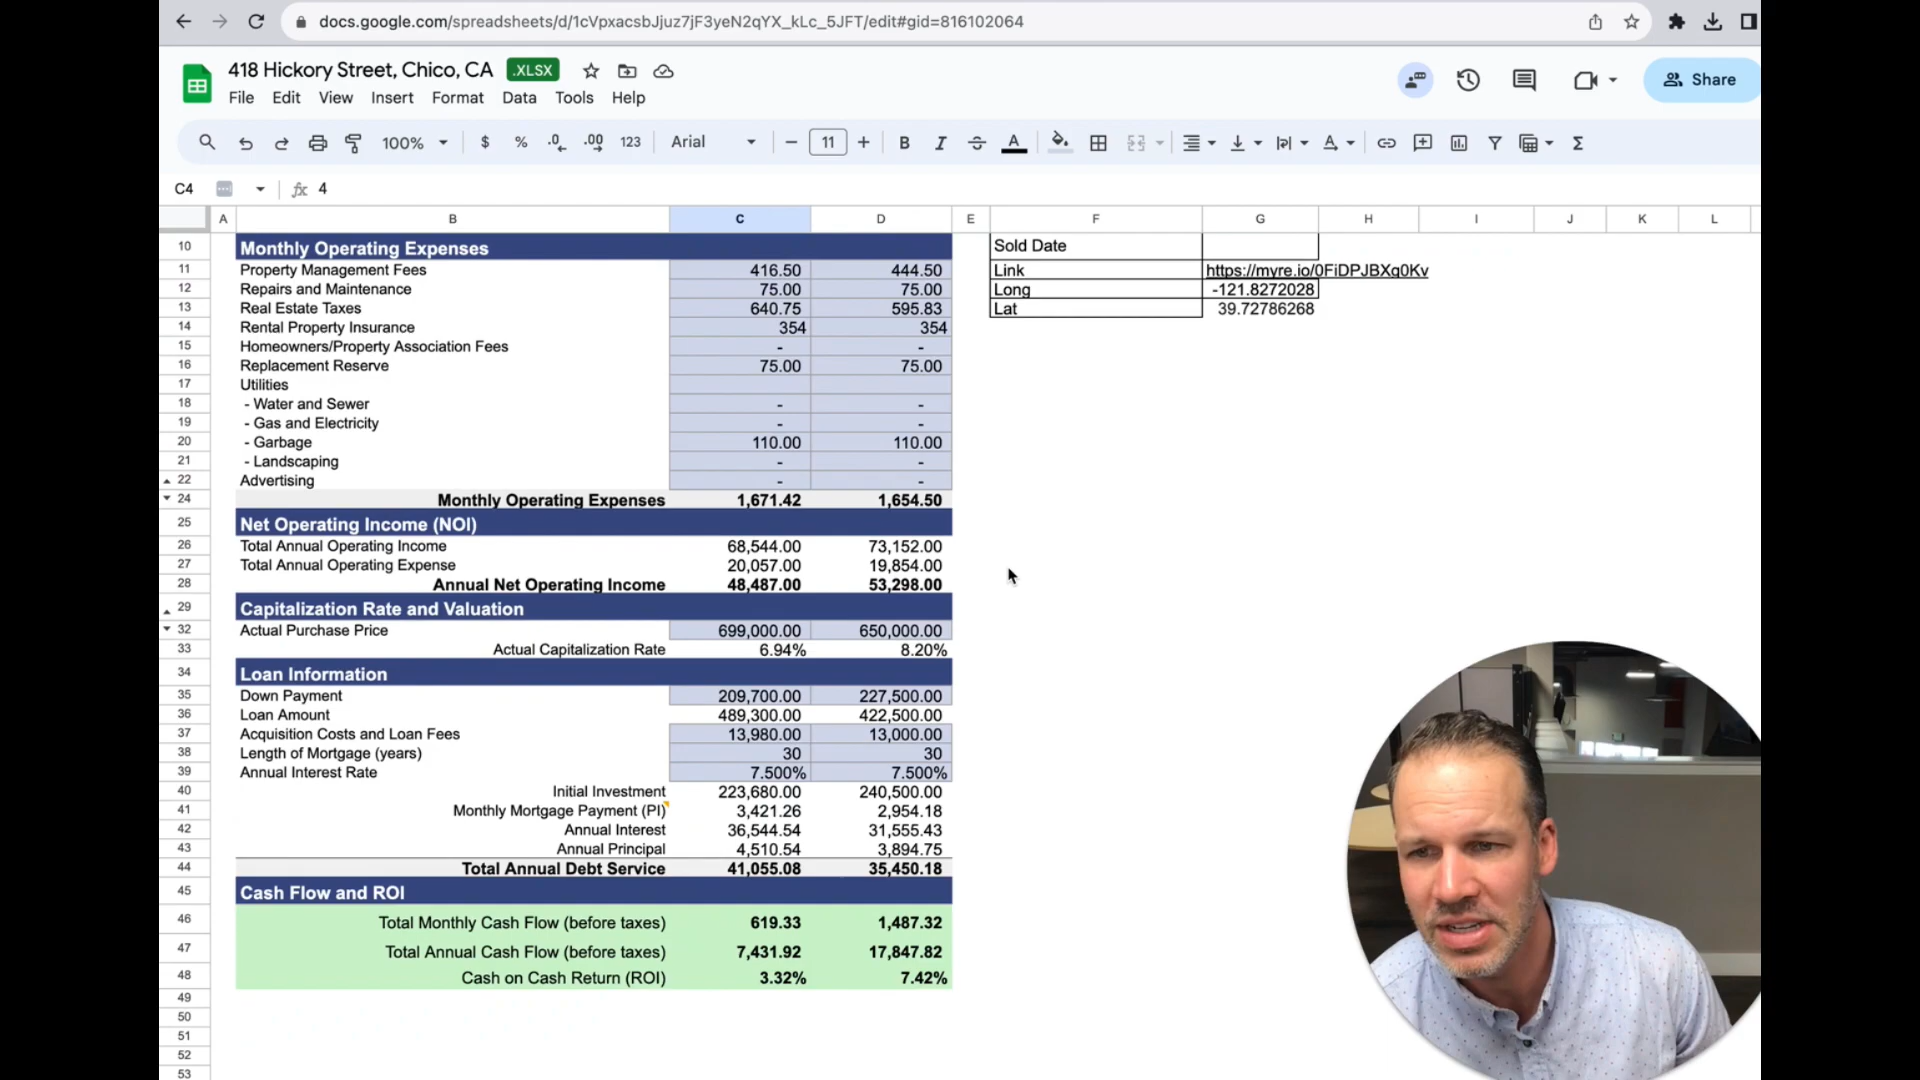 docs.google.com/spreadsheets/d/1cVpxacsbJjuz7jF3yeN2qYX_kLc_5JFT/edit#gid=816102064
418 Hickory Street, Chico, CA .XLSX
File Edit View Insert Format Data Tools Help
Share
100% $ % .0 .00 123 Arial 11 B I A
C4 fx 4
A B C D E F G H I J K L
10 Monthly Operating Expenses Sold Date
11 Property Management Fees 416.50 444.50 Link https://myre.io/0FiDPJBXq0Kv
12 Repairs and Maintenance 75.00 75.00 Long -121.8272028
13 Real Estate Taxes 640.75 595.83 Lat 39.72786268
14 Rental Property Insurance 354 354
15 Homeowners/Property Association Fees - -
16 Replacement Reserve 75.00 75.00
17 Utilities
18 - Water and Sewer - -
19 - Gas and Electricity - -
20 - Garbage 110.00 110.00
21 - Landscaping - -
22 Advertising - -
24 Monthly Operating Expenses 1,671.42 1,654.50
25 Net Operating Income (NOI)
26 Total Annual Operating Income 68,544.00 73,152.00
27 Total Annual Operating Expense 20,057.00 19,854.00
28 Annual Net Operating Income 48,487.00 53,298.00
29 Capitalization Rate and Valuation
32 Actual Purchase Price 699,000.00 650,000.00
33 Actual Capitalization Rate 6.94% 8.20%
34 Loan Information
35 Down Payment 209,700.00 227,500.00
36 Loan Amount 489,300.00 422,500.00
37 Acquisition Costs and Loan Fees 13,980.00 13,000.00
38 Length of Mortgage (years) 30 30
39 Annual Interest Rate 7.500% 7.500%
40 Initial Investment 223,680.00 240,500.00
41 Monthly Mortgage Payment (PI) 3,421.26 2,954.18
42 Annual Interest 36,544.54 31,555.43
43 Annual Principal 4,510.54 3,894.75
44 Total Annual Debt Service 41,055.08 35,450.18
45 Cash Flow and ROI
46 Total Monthly Cash Flow (before taxes) 619.33 1,487.32
47 Total Annual Cash Flow (before taxes) 7,431.92 17,847.82
48 Cash on Cash Return (ROI) 3.32% 7.42%
49
50
51
52
53